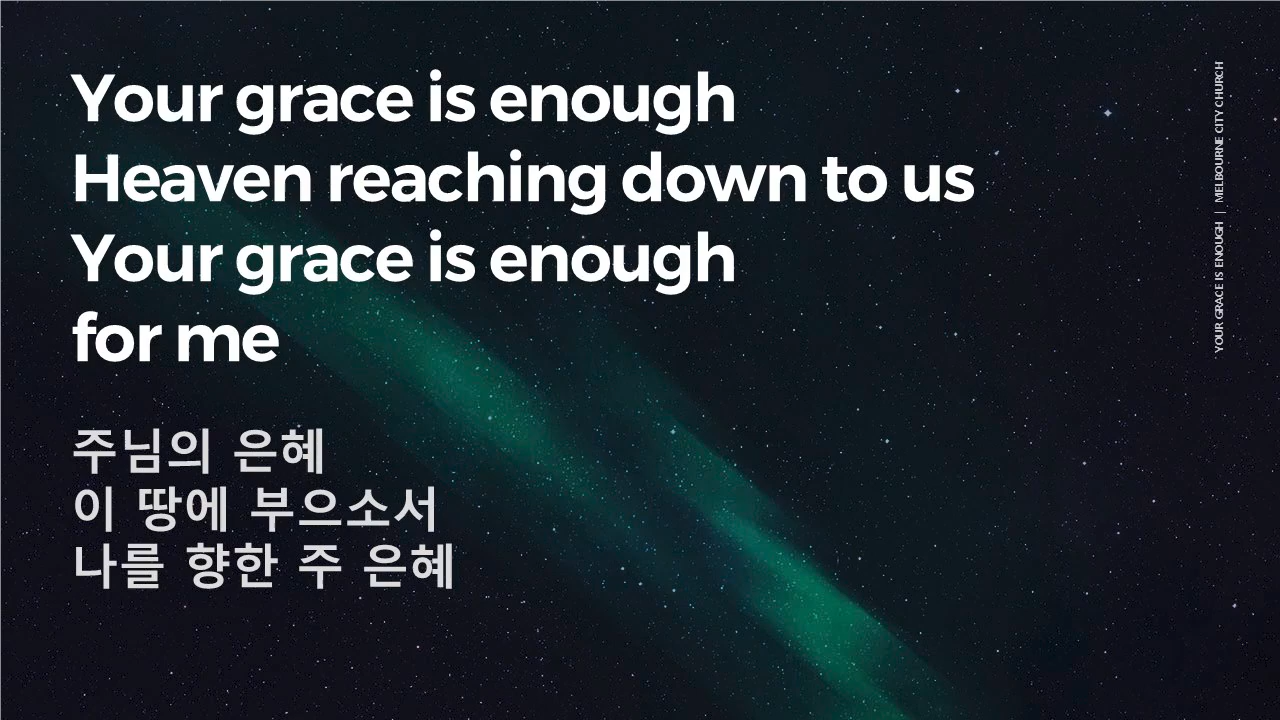 Your grace is enough
Heaven reaching down to us
Your grace is enough
for me
주님의 은혜
이 땅에 부으소서
나를 향한 주 은혜
YOUR GRACE IS ENOUGH | MELBOURNE CITY CHURCH